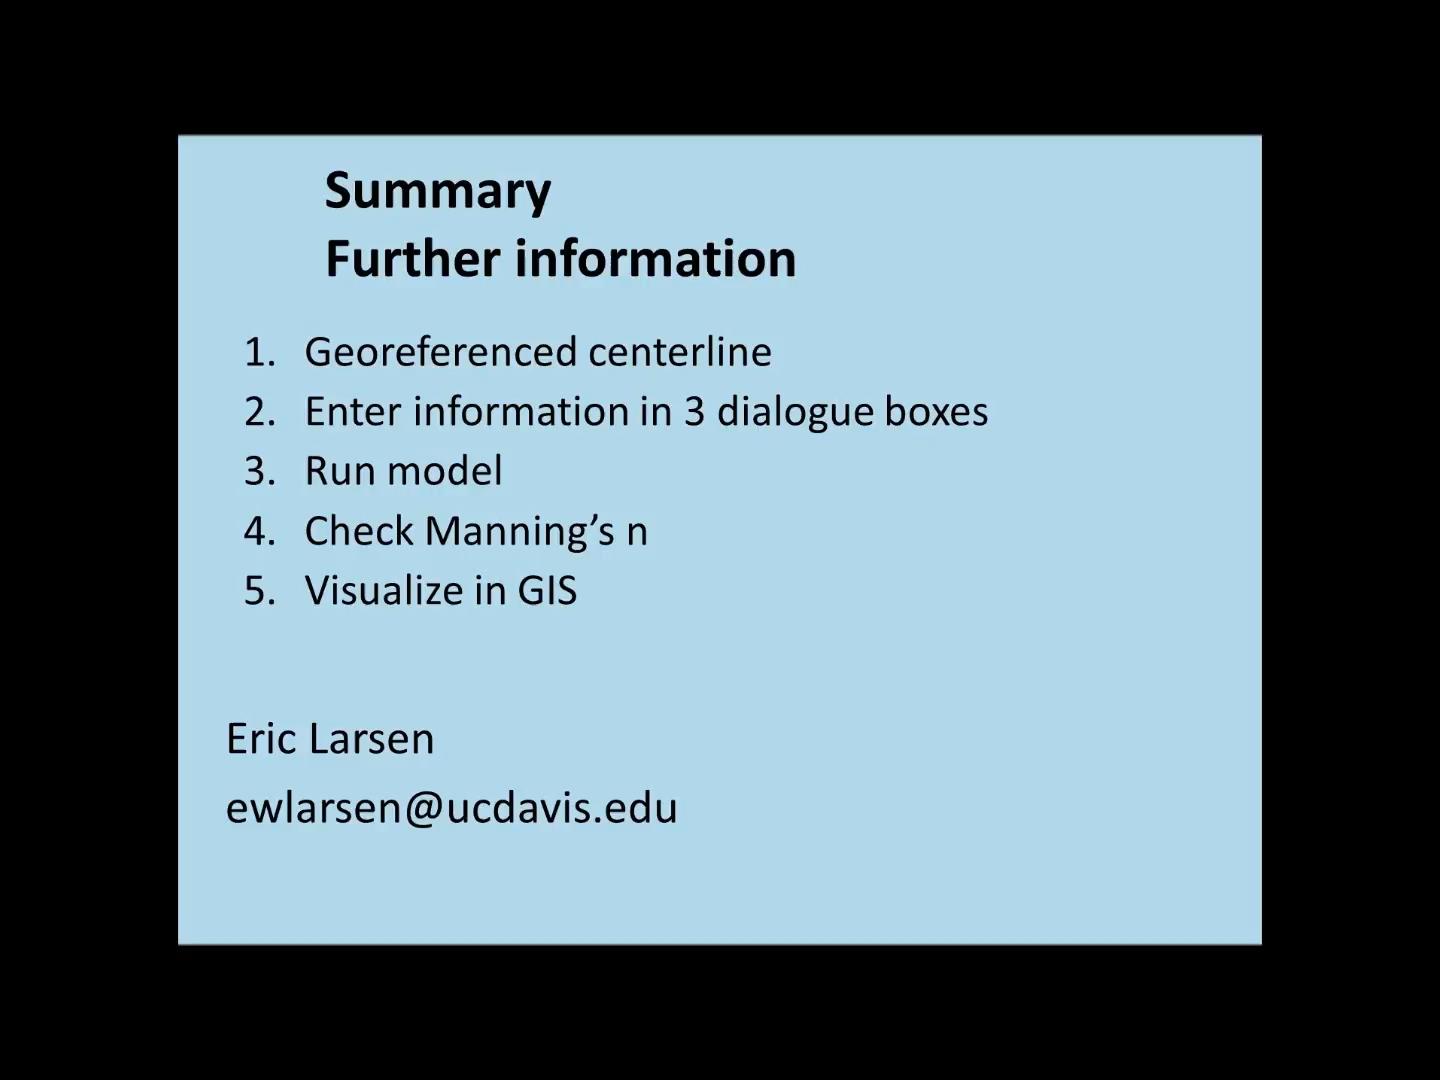 Summary
Further information
1. Georeferenced centerline
2. Enter information in 3 dialogue boxes
3. Run model
4. Check Manning’s n
5. Visualize in GIS
Eric Larsen
ewlarsen@ucdavis.edu